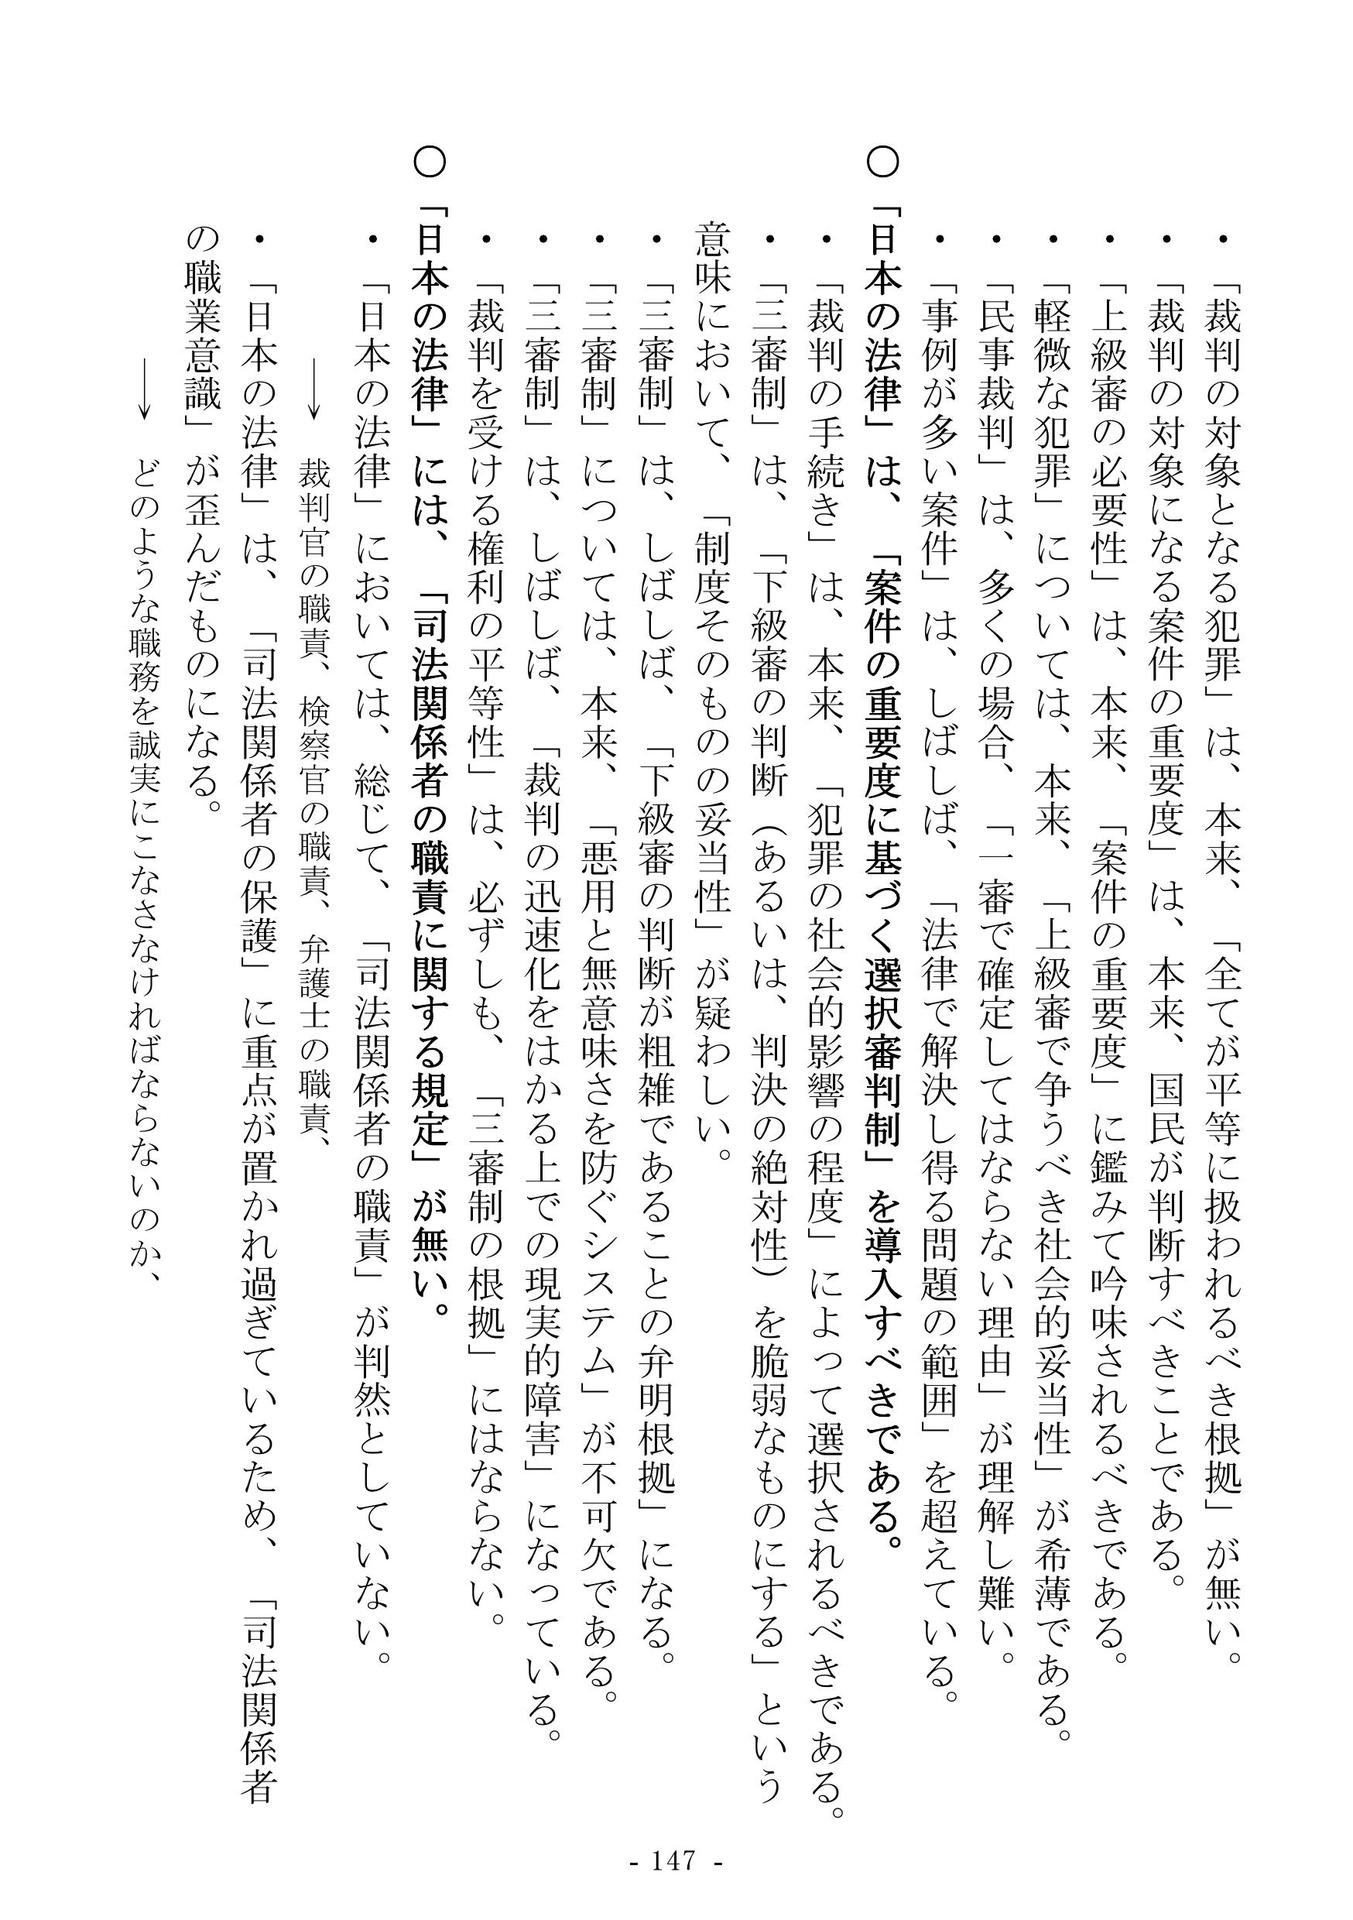 ・「裁判の対象となる犯罪」は、本来、「全てが平等に扱われるべき根拠」が無い。
・「裁判の対象になる案件の重要度」は、本来、国民が判断すべきことである。
・「上級審の必要性」は、本来、「案件の重要度」に鑑みて吟味されるべきである。
・「軽微な犯罪」については、本来、「上級審で争うべき社会的妥当性」が希薄である。
・「民事裁判」は、多くの場合、「一審で確定してはならない理由」が理解し難い。
・「事例が多い案件」は、しばしば、「法律で解決し得る問題の範囲」を超えている。
○「日本の法律」は、「案件の重要度に基づく選択審判制」を導入すべきである。
・「裁判の手続き」は、本来、「犯罪の社会的影響の程度」によって選択されるべきである。
・「三審制」は、「下級審の判断（あるいは、判決の絶対性）を脆弱なものにする」という
意味において、「制度そのものの妥当性」が疑わしい。
・「三審制」は、しばしば、「下級審の判断が粗雑であることの弁明根拠」になる。
・「三審制」については、本来、「悪用と無意味さを防ぐシステム」が不可欠である。
・「三審制」は、しばしば、「裁判の迅速化をはかる上での現実的障害」になっている。
・「裁判を受ける権利の平等性」は、必ずしも、「三審制の根拠」にはならない。
○「日本の法律」には、「司法関係者の職責に関する規定」が無い。
・「日本の法律」においては、総じて、「司法関係者の職責」が判然としていない。
→ 裁判官の職責、検察官の職責、弁護士の職責、
・「日本の法律」は、「司法関係者の保護」に重点が置かれ過ぎているため、「司法関係者
の職業意識」が歪んだものになる。
→ どのような職務を誠実にこなさなければならないのか、
- 147 -